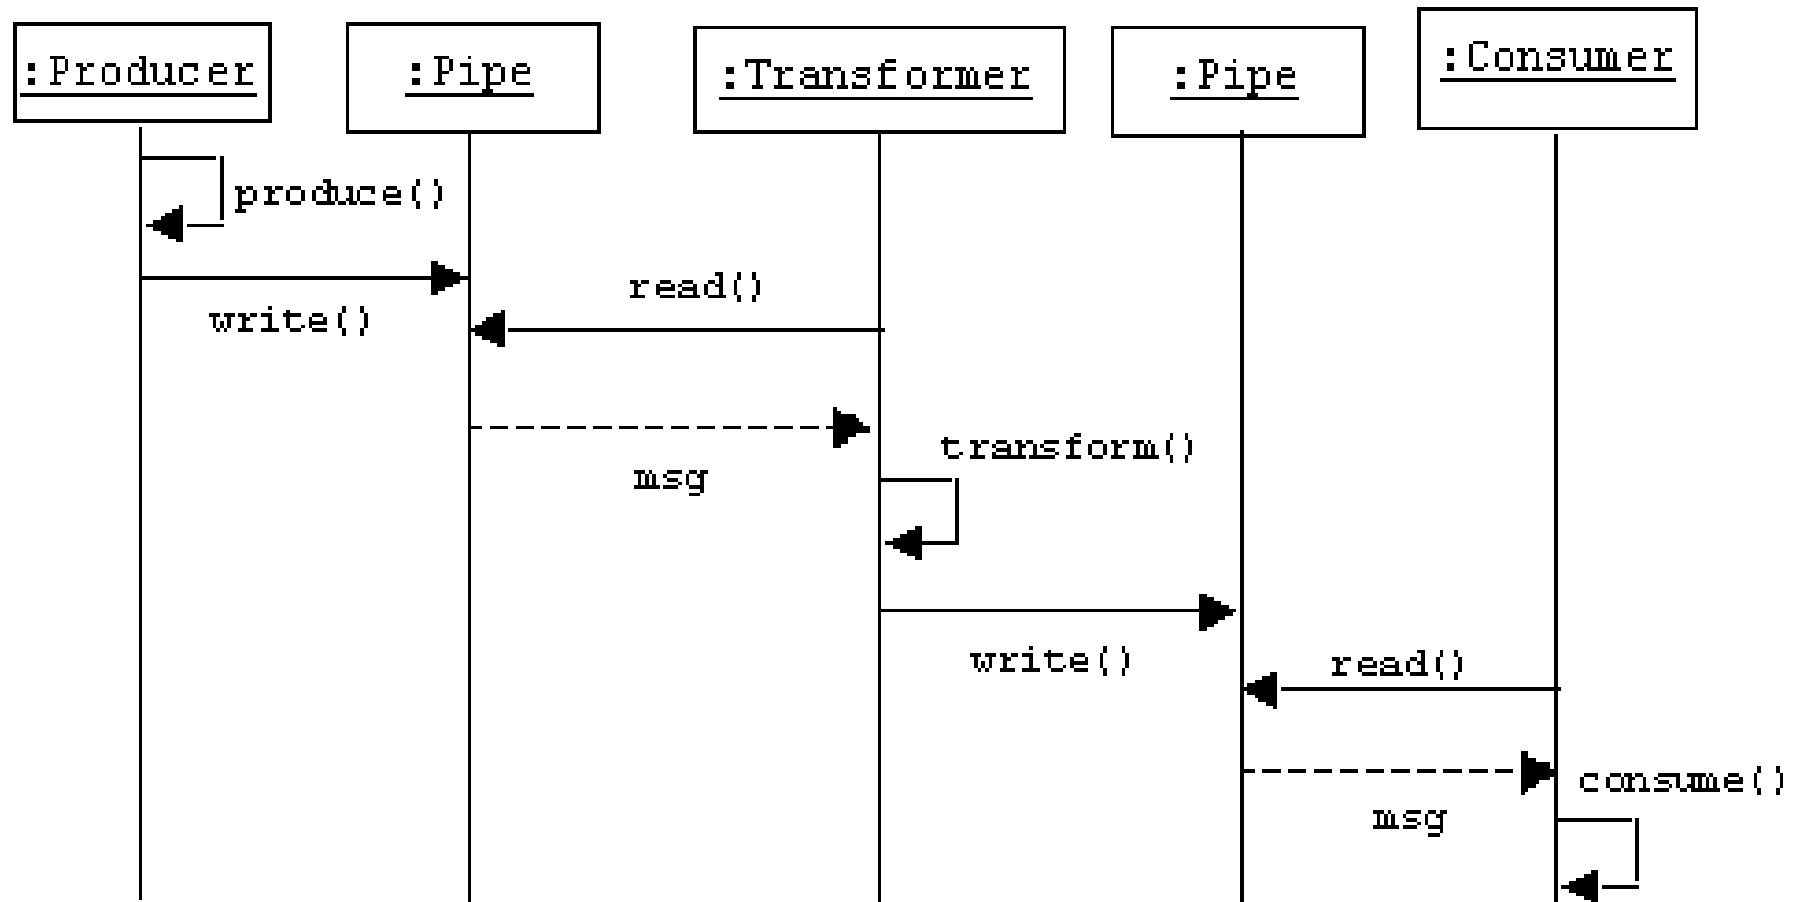 :Producer
:Pipe
:Transformer
:Pipe
:Consumer
produce()
write()
read()
msg
transform()
write()
read()
msg
consume()